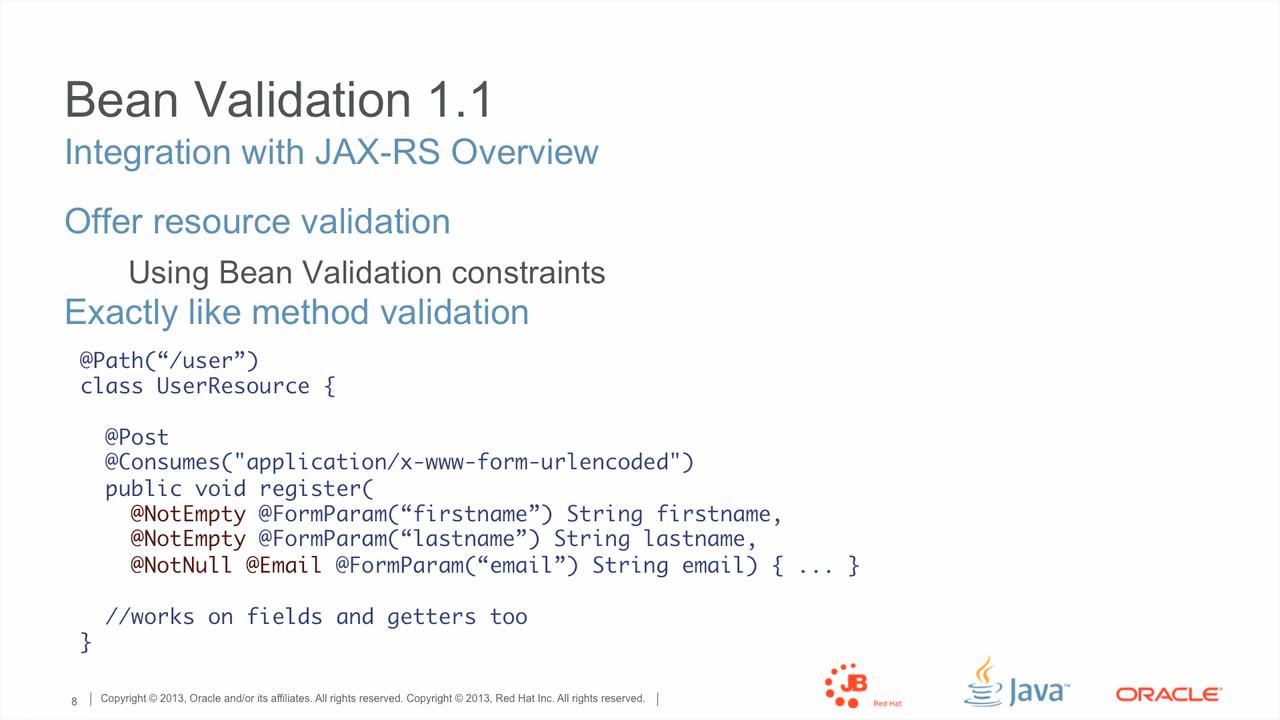 Bean Validation 1.1
Integration with JAX-RS Overview
Offer resource validation
Using Bean Validation constraints
Exactly like method validation
@Path(“/user”)
class UserResource {
@Post
@Consumes("application/x-www-form-urlencoded")
public void register(
@NotEmpty @FormParam(“firstname”) String firstname,
@NotEmpty @FormParam(“lastname”) String lastname,
@NotNull @Email @FormParam(“email”) String email) { ... }
//works on fields and getters too
}
8 | Copyright © 2013, Oracle and/or its affiliates. All rights reserved. Copyright © 2013, Red Hat Inc. All rights reserved. |
JB Red Hat
Java™
ORACLE®